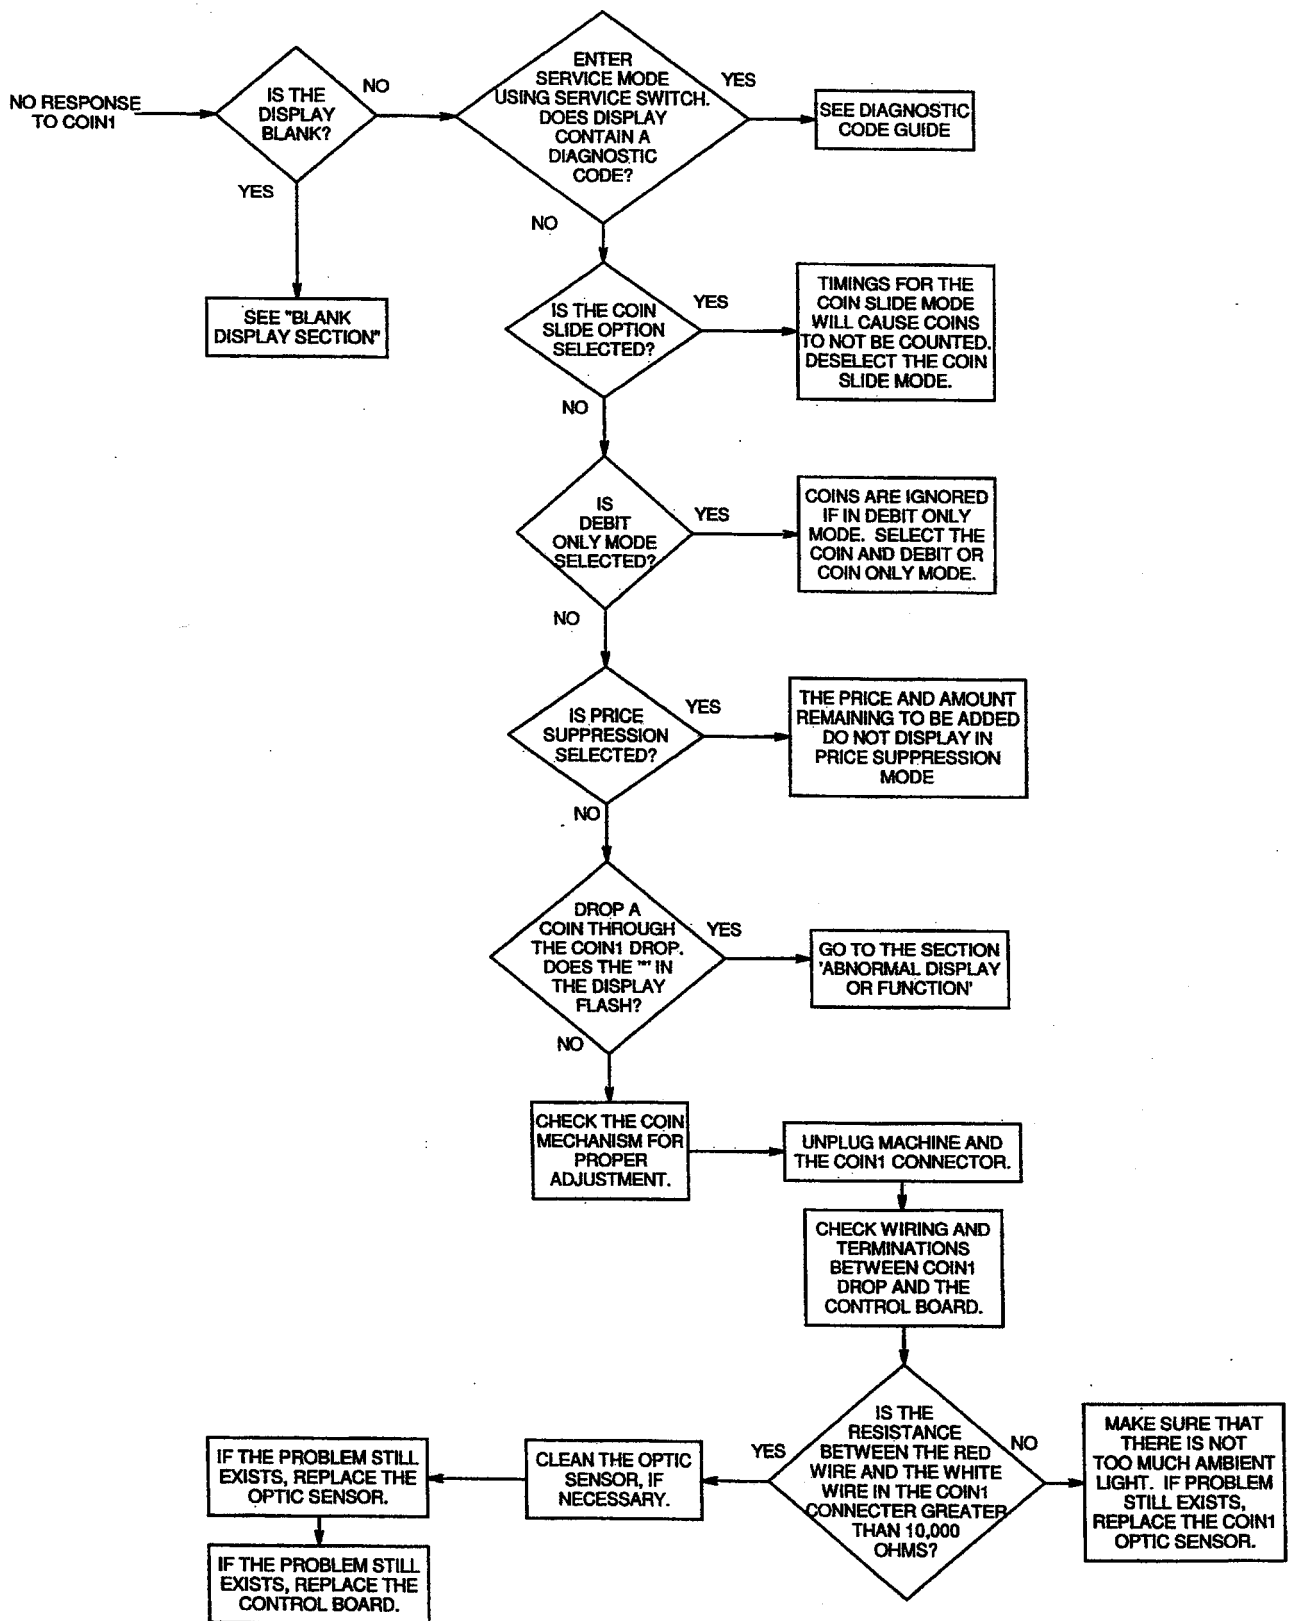 NO RESPONSE
TO COIN1
IS THE
DISPLAY
BLANK?
NO
YES
SEE "BLANK
DISPLAY SECTION"
ENTER
SERVICE MODE
USING SERVICE SWITCH.
DOES DISPLAY
CONTAIN A
DIAGNOSTIC
CODE?
YES
SEE DIAGNOSTIC
CODE GUIDE
NO
IS THE COIN
SLIDE OPTION
SELECTED?
YES
TIMINGS FOR THE
COIN SLIDE MODE
WILL CAUSE COINS
TO NOT BE COUNTED.
DESELECT THE COIN
SLIDE MODE.
NO
IS
DEBIT
ONLY MODE
SELECTED?
YES
COINS ARE IGNORED
IF IN DEBIT ONLY
MODE. SELECT THE
COIN AND DEBIT OR
COIN ONLY MODE.
NO
IS PRICE
SUPPRESSION
SELECTED?
YES
THE PRICE AND AMOUNT
REMAINING TO BE ADDED
DO NOT DISPLAY IN
PRICE SUPPRESSION
MODE
NO
DROP A
COIN THROUGH
THE COIN1 DROP.
DOES THE '"' IN
THE DISPLAY
FLASH?
YES
GO TO THE SECTION
'ABNORMAL DISPLAY
OR FUNCTION'
NO
CHECK THE COIN
MECHANISM FOR
PROPER
ADJUSTMENT.
UNPLUG MACHINE AND
THE COIN1 CONNECTOR.
CHECK WIRING AND
TERMINATIONS
BETWEEN COIN1
DROP AND THE
CONTROL BOARD.
IS THE
RESISTANCE
BETWEEN THE RED
WIRE AND THE WHITE
WIRE IN THE COIN1
CONNECTER GREATER
THAN 10,000
OHMS?
NO
MAKE SURE THAT
THERE IS NOT
TOO MUCH AMBIENT
LIGHT. IF PROBLEM
STILL EXISTS,
REPLACE THE COIN1
OPTIC SENSOR.
YES
CLEAN THE OPTIC
SENSOR, IF
NECESSARY.
IF THE PROBLEM STILL
EXISTS, REPLACE THE
OPTIC SENSOR.
IF THE PROBLEM STILL
EXISTS, REPLACE THE
CONTROL BOARD.